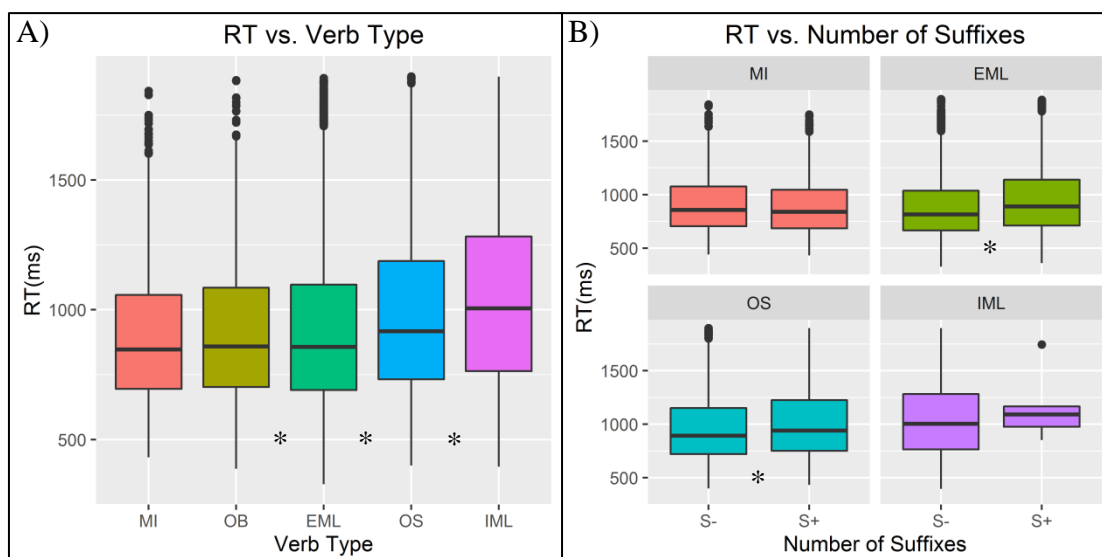 A)
RT vs. Verb Type
RT(ms)
1500
1000
500
*
*
*
MI
OB
EML
OS
IML
Verb Type
B)
RT vs. Number of Suffixes
MI
EML
RT(ms)
1500
1000
500
*
OS
IML
1500
1000
500
*
S-
S+
S-
S+
Number of Suffixes